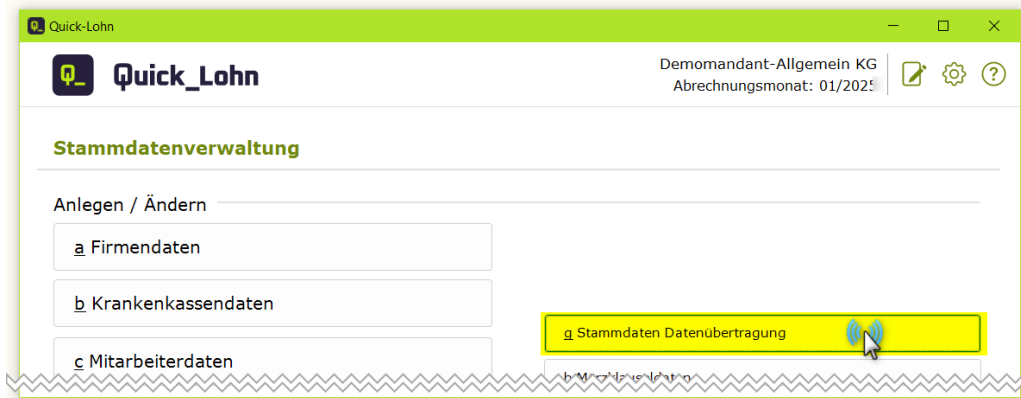 Quick-Lohn
Q_ Quick_Lohn
Demomandant-Allgemein KG
Abrechnungsmonat: 01/2025
Stammdatenverwaltung
Anlegen / Ändern
a Firmendaten
b Krankenkassendaten
g Stammdaten Datenübertragung
c Mitarbeiterdaten